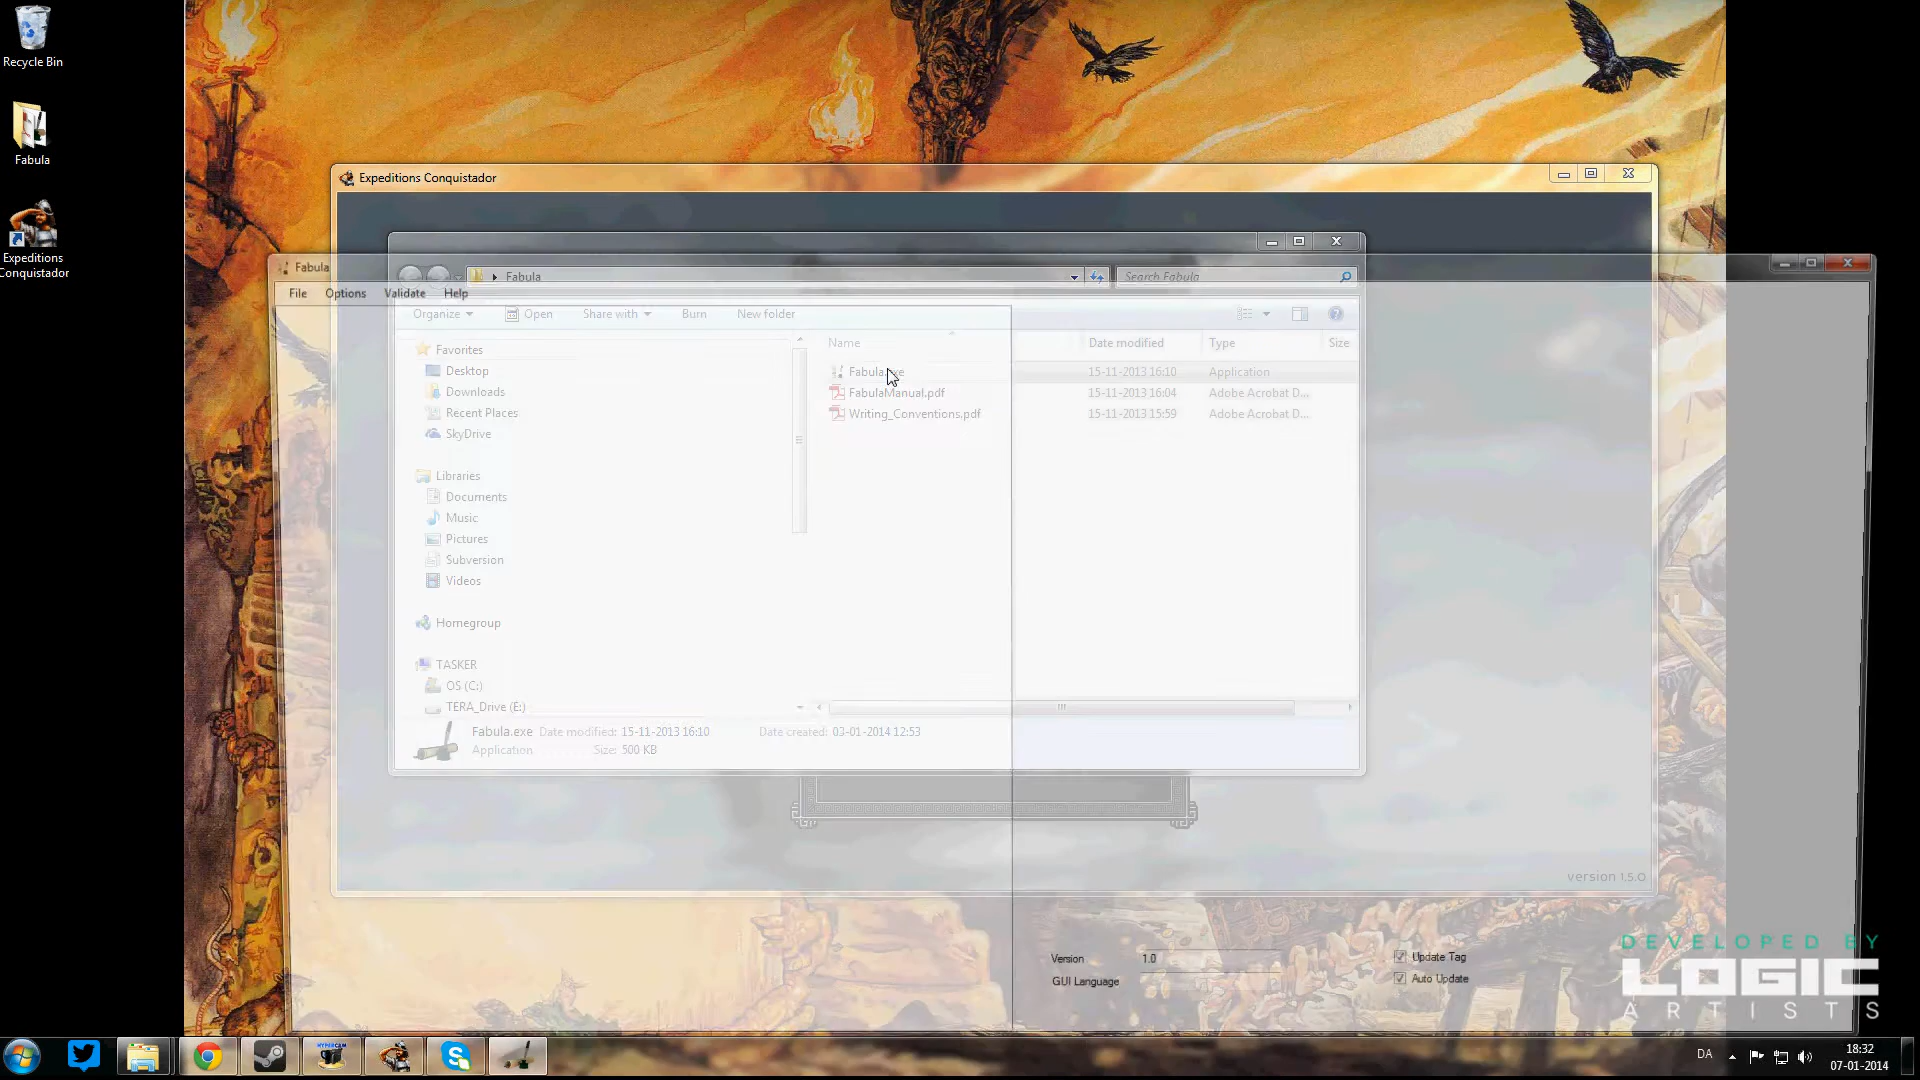 Recycle Bin
Fabula
Expeditions
Conquistador
Expeditions Conquistador
Fabula
File Options Validate Help
Fabula
Search Fabula
Organize Open Share with Burn New folder
Favorites
Desktop
Downloads
Recent Places
SkyDrive
Libraries
Documents
Music
Pictures
Subversion
Videos
Homegroup
TASKER
OS (C:)
TERA_Drive (E:)
Name Date modified Type Size
Fabula.exe 15-11-2013 16:10 Application
FabulaManual.pdf 15-11-2013 16:04 Adobe Acrobat D...
Writing_Conventions.pdf 15-11-2013 15:59 Adobe Acrobat D...
Fabula.exe Date modified: 15-11-2013 16:10 Date created: 03-01-2014 12:53
Application Size: 500 KB
version 1.5.0
Version 1.0
GUI Language
Update Tag
Auto Update
DEVELOPED BY
LOGIC
ARTISTS
HYPERCAM
DA
18:32
07-01-2014